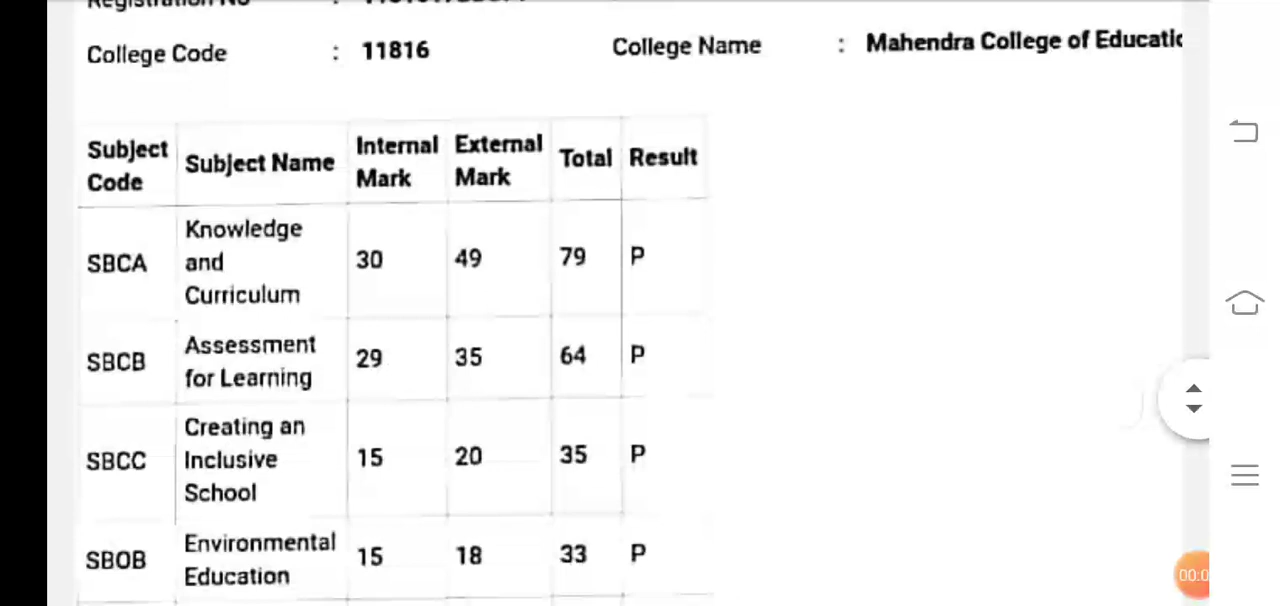 College Code : 11816 College Name : Mahendra College of
Subject Code Subject Name Internal Mark External Mark Total Result
SBCA Knowledge and Curriculum 30 49 79 P
SBCB Assessment for Learning 29 35 64 P
SBCC Creating an Inclusive School 15 20 35 P
SBOB Environmental Education 15 18 33 P